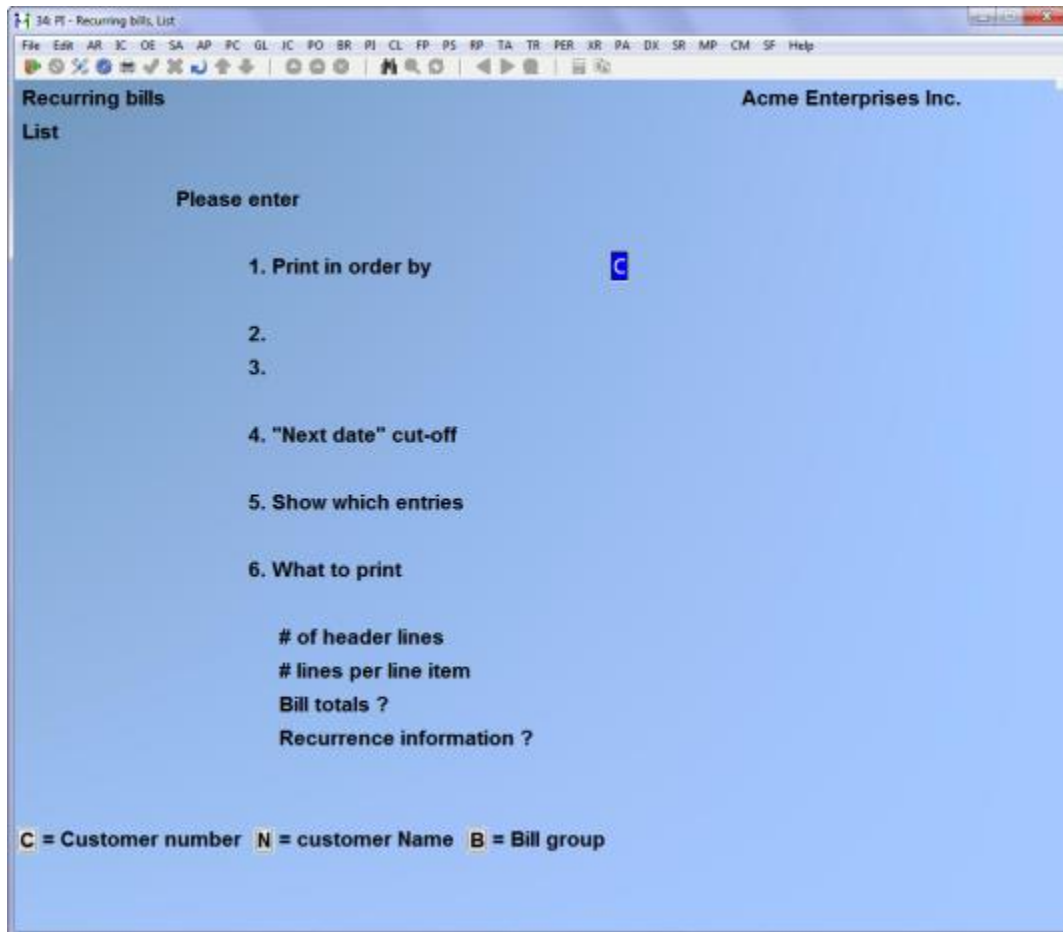 34: PT - Recurring bills, List
File Edit AR IC OE SA AP PC GL JC PO BR PI CL FP PS RP TA TR PER XR PA DX SR MP CM SF Help
Recurring bills Acme Enterprises Inc.
List
Please enter
1. Print in order by C
2.
3.
4. "Next date" cut-off
5. Show which entries
6. What to print
# of header lines
# lines per line item
Bill totals ?
Recurrence information ?
C = Customer number N = customer Name B = Bill group